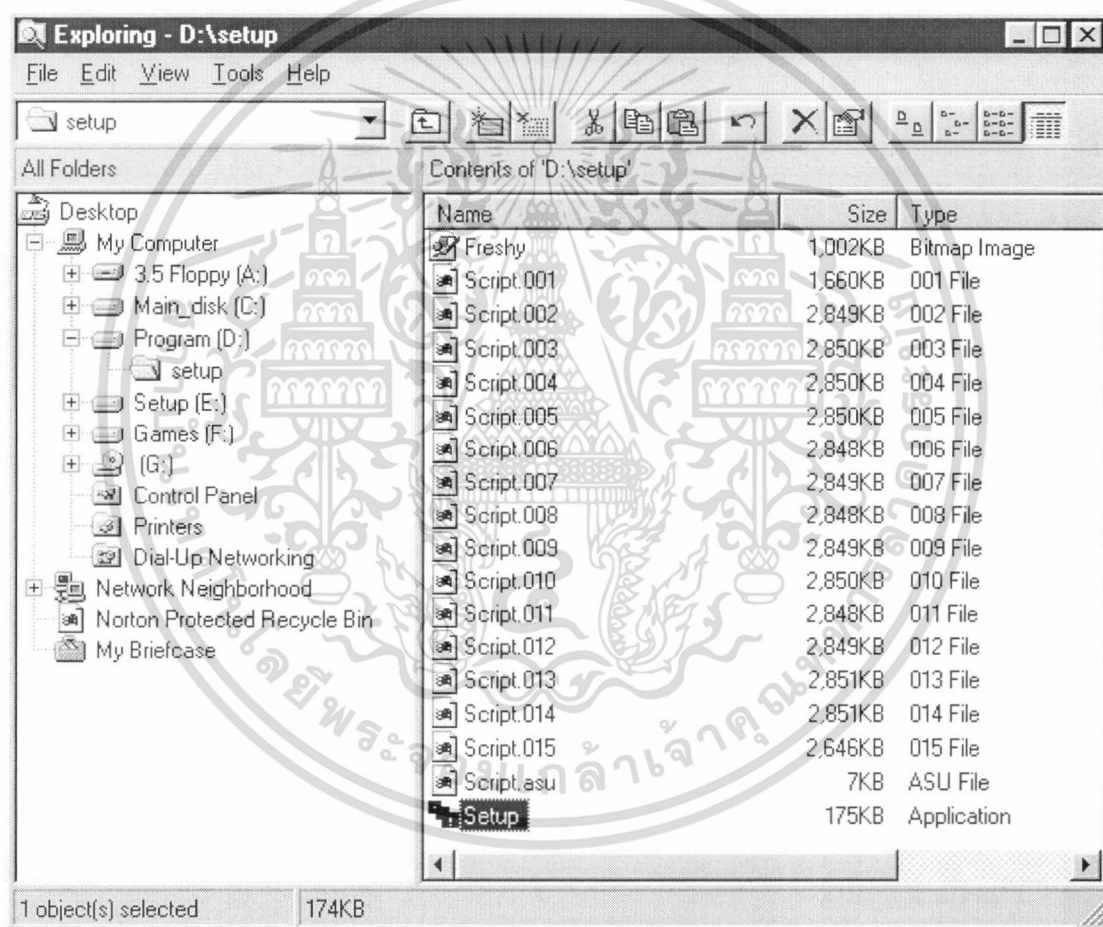 Exploring - D:\setup
File Edit View Tools Help
setup
All Folders
Contents of 'D:\setup'
Desktop
My Computer
3.5 Floppy (A:)
Main_disk (C:)
Program (D:)
setup
Setup (E:)
Games (F:)
(G:)
Control Panel
Printers
Dial-Up Networking
Network Neighborhood
Norton Protected Recycle Bin
My Briefcase
Name Size Type
Freshy 1,002KB Bitmap Image
Script.001 1,660KB 001 File
Script.002 2,849KB 002 File
Script.003 2,850KB 003 File
Script.004 2,850KB 004 File
Script.005 2,850KB 005 File
Script.006 2,848KB 006 File
Script.007 2,849KB 007 File
Script.008 2,848KB 008 File
Script.009 2,849KB 009 File
Script.010 2,850KB 010 File
Script.011 2,848KB 011 File
Script.012 2,849KB 012 File
Script.013 2,851KB 013 File
Script.014 2,851KB 014 File
Script.015 2,646KB 015 File
Script.asu 7KB ASU File
Setup 175KB Application
1 object(s) selected 174KB